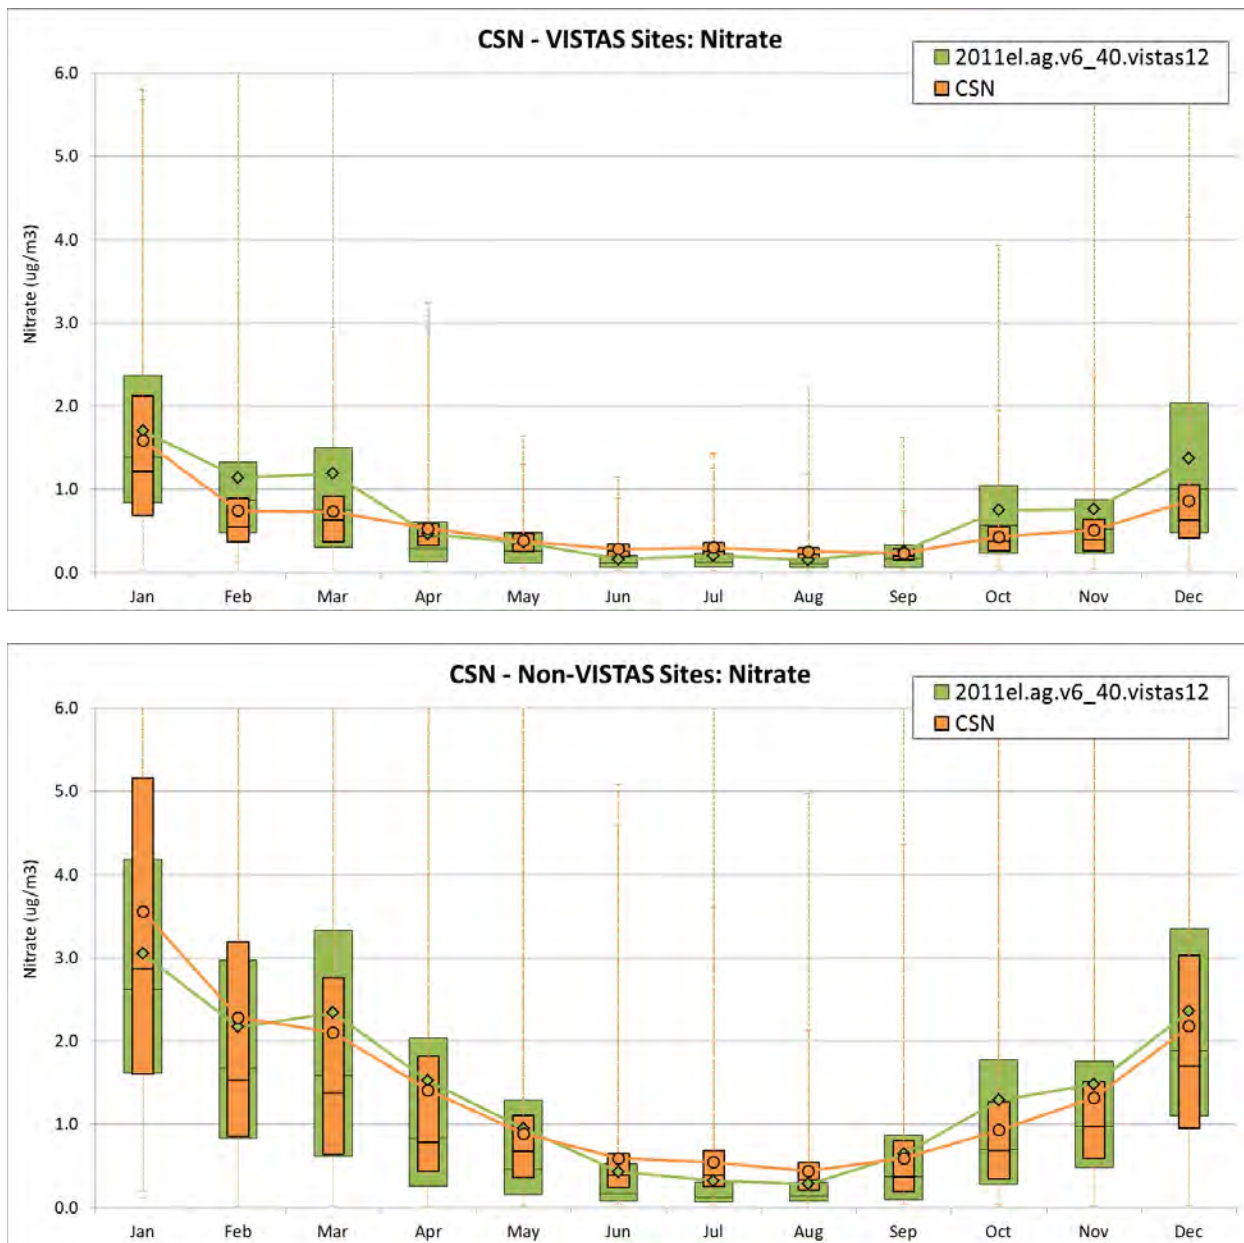 CSN - VISTAS Sites: Nitrate
2011el.ag.v6_40.vistas12
CSN
Nitrate (ug/m3)
6.0
5.0
4.0
3.0
2.0
1.0
0.0
Jan Feb Mar Apr May Jun Jul Aug Sep Oct Nov Dec
CSN - Non-VISTAS Sites: Nitrate
2011el.ag.v6_40.vistas12
CSN
Nitrate (ug/m3)
6.0
5.0
4.0
3.0
2.0
1.0
0.0
Jan Feb Mar Apr May Jun Jul Aug Sep Oct Nov Dec